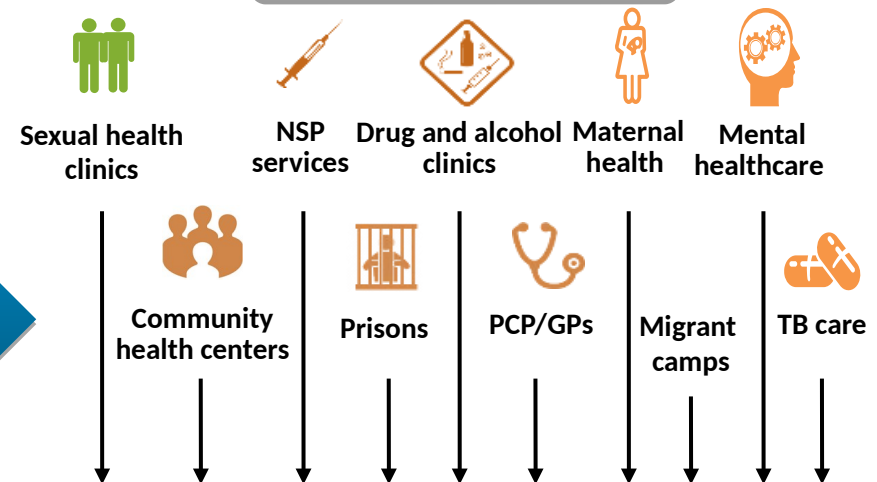 Sexual health
clinics
NSP
services
Drug and alcohol
clinics
Maternal
health
Mental
healthcare
Community
health centers
Prisons
PCP/GPs
Migrant
camps
TB care